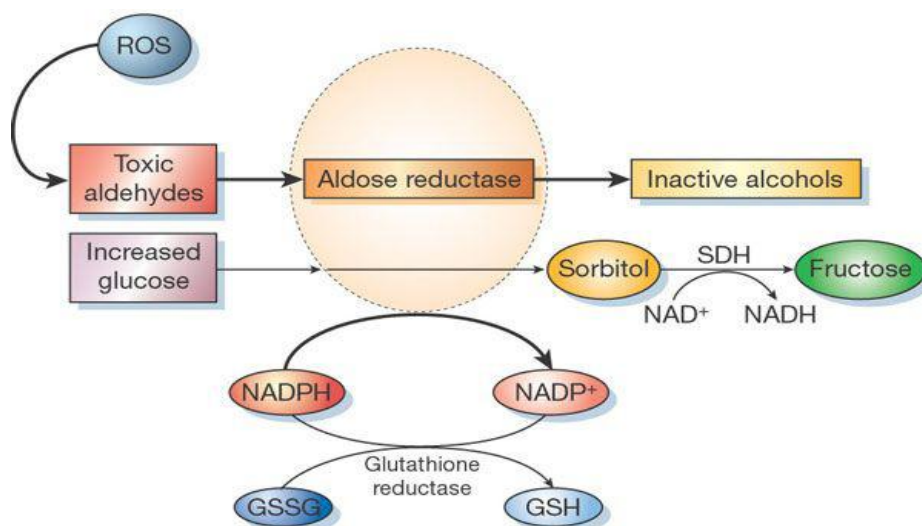 ROS
Toxic
aldehydes
Aldose reductase
Inactive alcohols
Increased
glucose
Sorbitol
SDH
Fructose
NAD⁺
NADH
NADPH
NADP⁺
Glutathione
reductase
GSSG
GSH